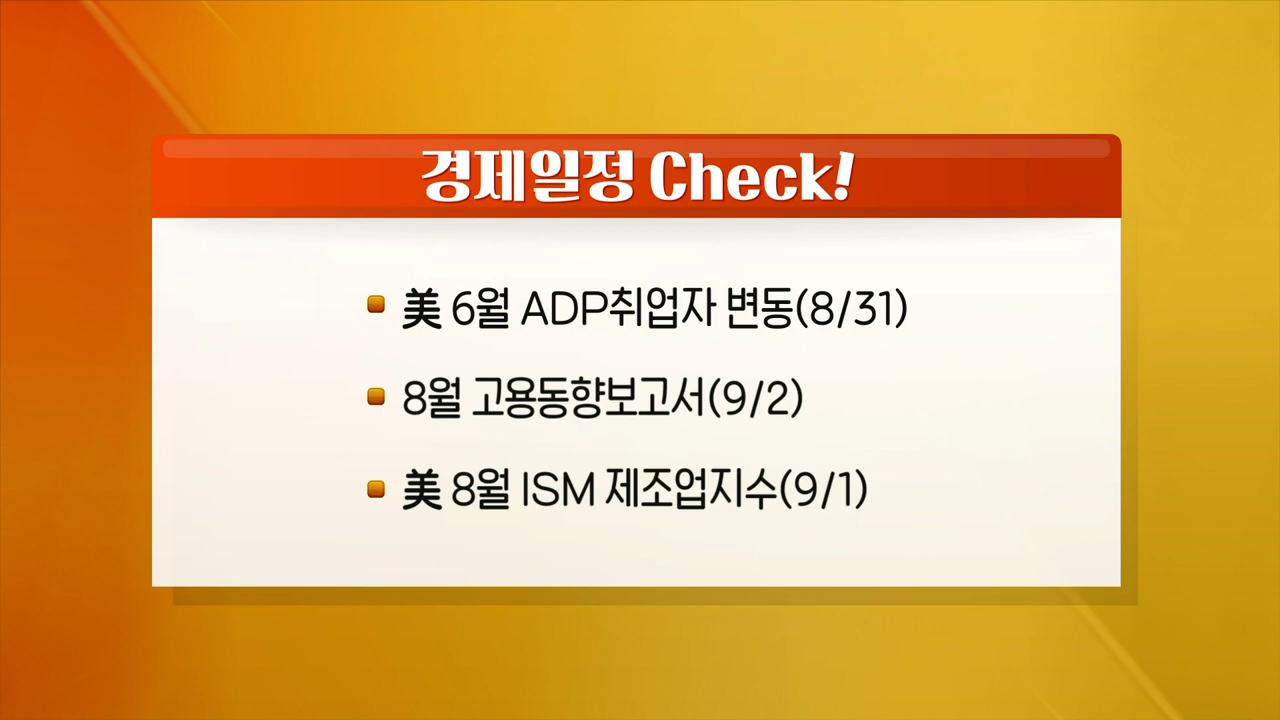 경제일정 Check!
美 6월 ADP취업자 변동(8/31)
8월 고용동향보고서(9/2)
美 8월 ISM 제조업지수(9/1)